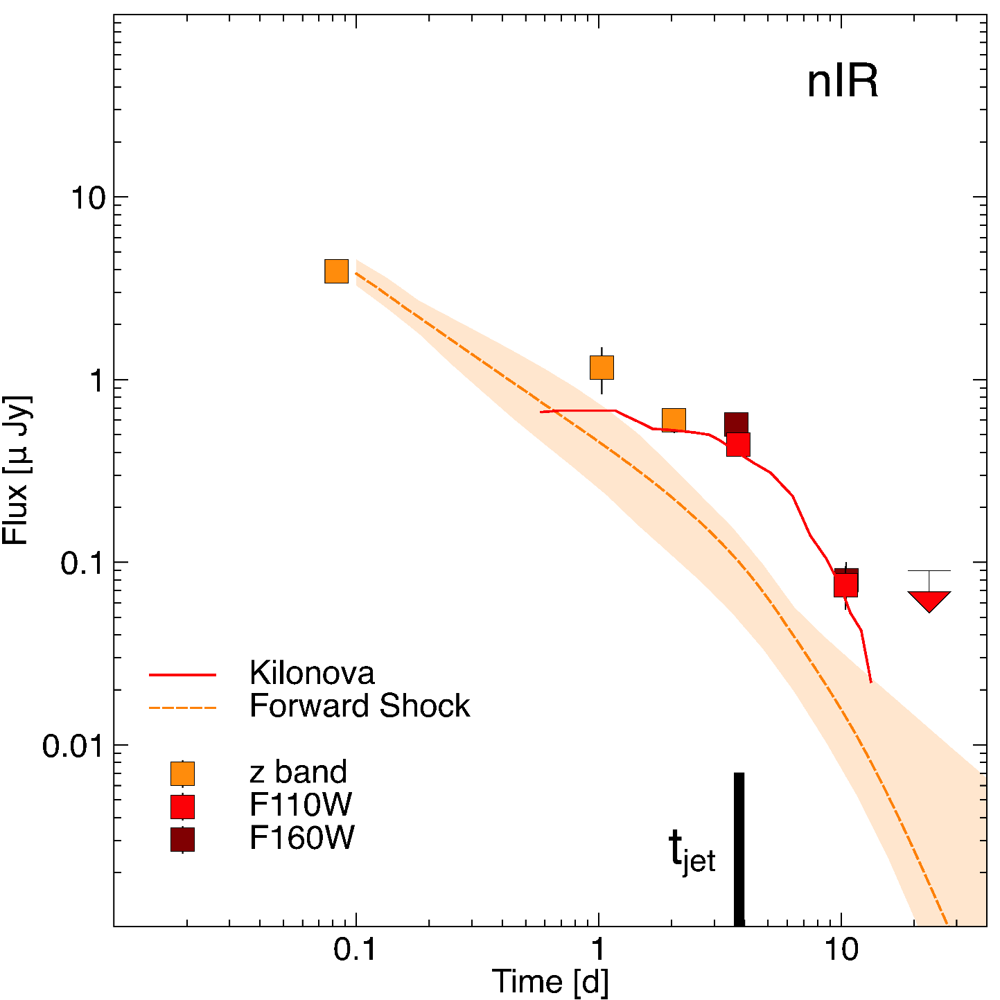 nIR
10
1
0.1
0.01
Flux [μ Jy]
Kilonova
Forward Shock
z band
F110W
F160W
tjet
0.1
1
10
Time [d]